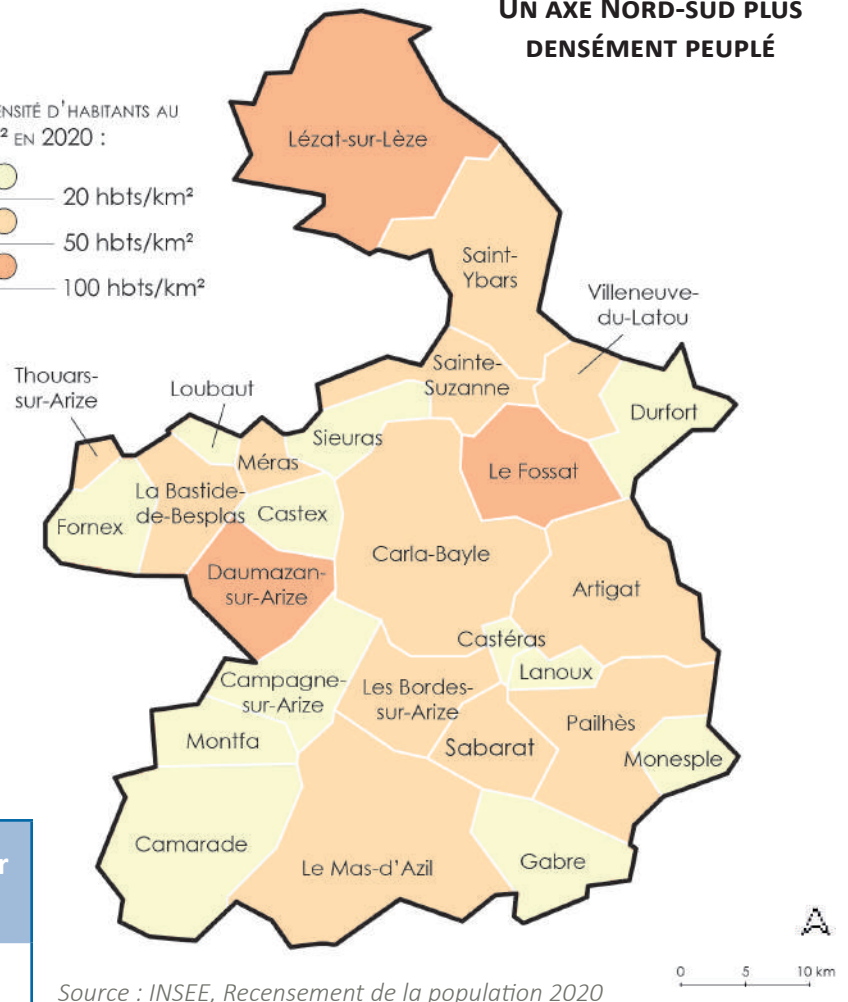 UN AXE NORD-SUD PLUS
DENSÉMENT PEUPLÉ
D'HABITANTS AU
EN 2020 :
20 hbts/km²
50 hbts/km²
100 hbts/km²
Lézat-sur-Lèze
Saint-
Ybars
Villeneuve-
du-Latou
Thouars-
sur-Arize
Loubaut
Sainte-
Suzanne
Durfort
Sieuras
Méras
Le Fossat
La Bastide-
de-Besplas
Castex
Fornex
Carla-Bayle
Daumazan-
sur-Arize
Artigat
Castéras
Lanoux
Campagne-
sur-Arize
Les Bordes-
sur-Arize
Pailhès
Montfa
Sabarat
Monesple
Camarade
Le Mas-d'Azil
Gabre
0 5 10 km
Source : INSEE, Recensement de la population 2020